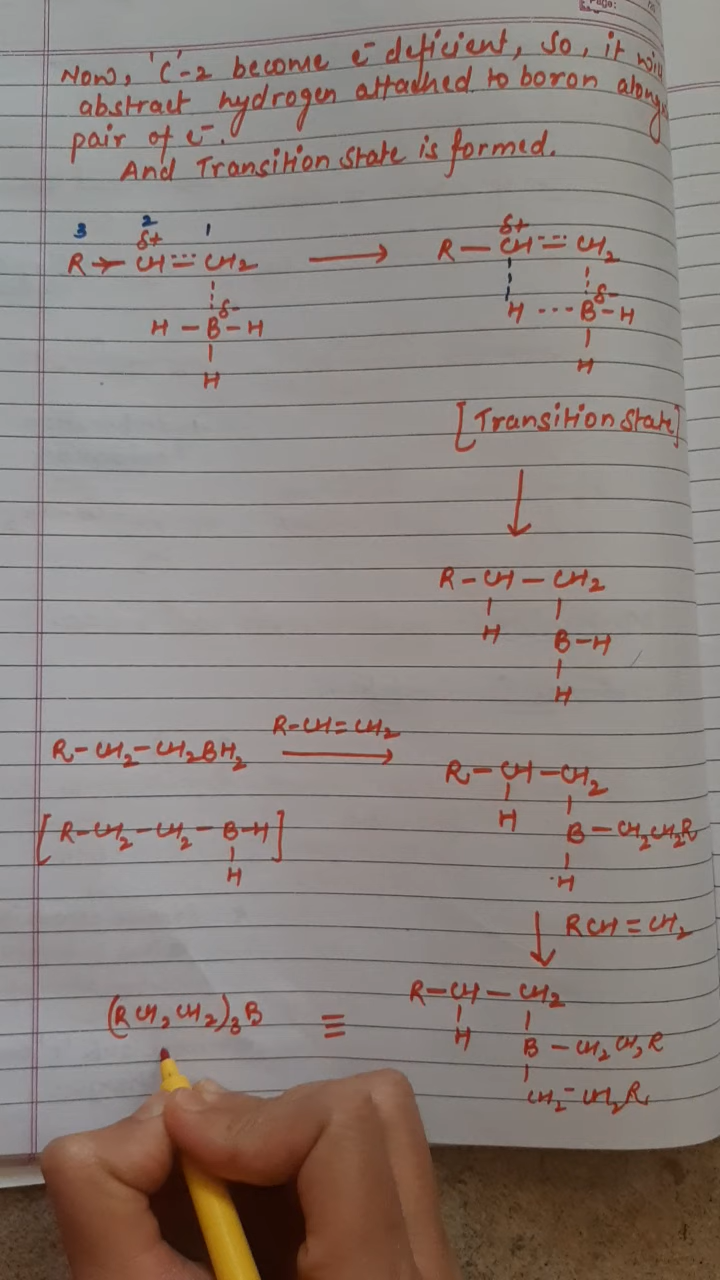 Page:
Now, 'C'-2 become e⁻ deficient, So, it will
abstract hydrogen attached to boron along
pair of e⁻.
And Transition state is formed.
3 2 1
δ+ δ+
R → CH ⋯ CH₂ ⟶ R — CH ⋯ CH₂
δ- δ-
H – B – H H ⋯ B – H
H H
[Transition State]
↓
R – CH – CH₂
H B – H
H
R – CH = CH₂
R – CH₂ – CH₂BH₂ ⟶ R – CH – CH₂
[R – CH₂ – CH₂ – B – H] H B – CH₂CH₂R
H H
↓ RCH = CH₂
R – CH – CH₂
(RCH₂CH₂)₃B ≡ H B – CH₂CH₂R
CH₂ – CH₂R